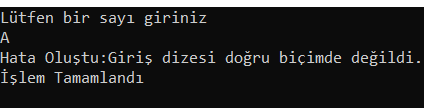 Lütfen bir sayı giriniz
A
Hata Oluştu:Giriş dizesi doğru biçimde değildi.
İşlem Tamamlandı